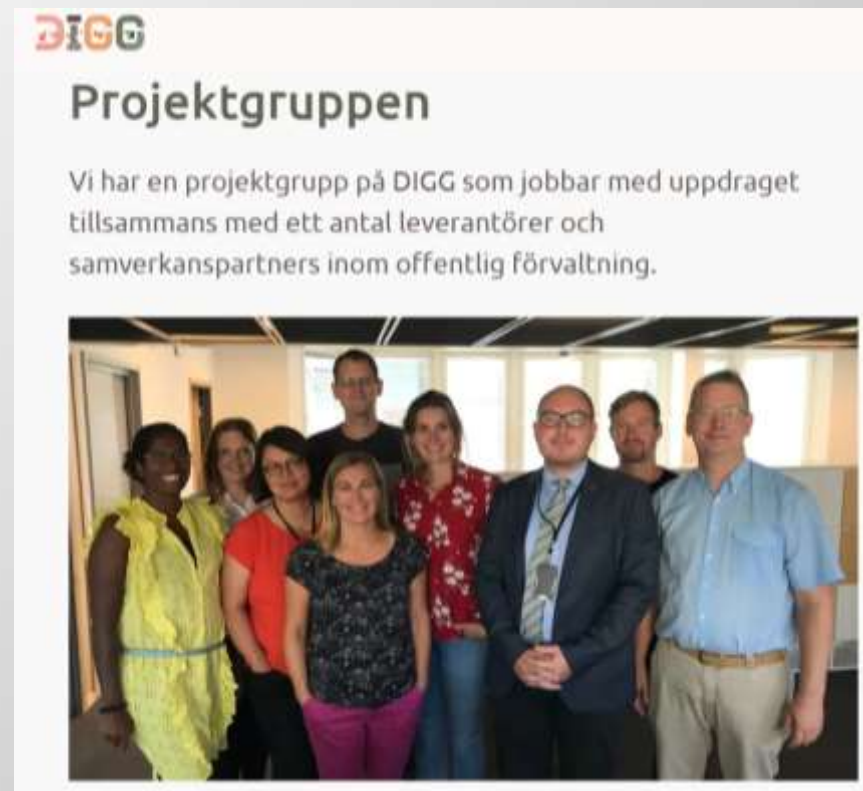 DIGG
Projektgruppen
Vi har en projektgrupp på DIGG som jobbar med uppdraget
tillsammans med ett antal leverantörer och
samverkanspartners inom offentlig förvaltning.